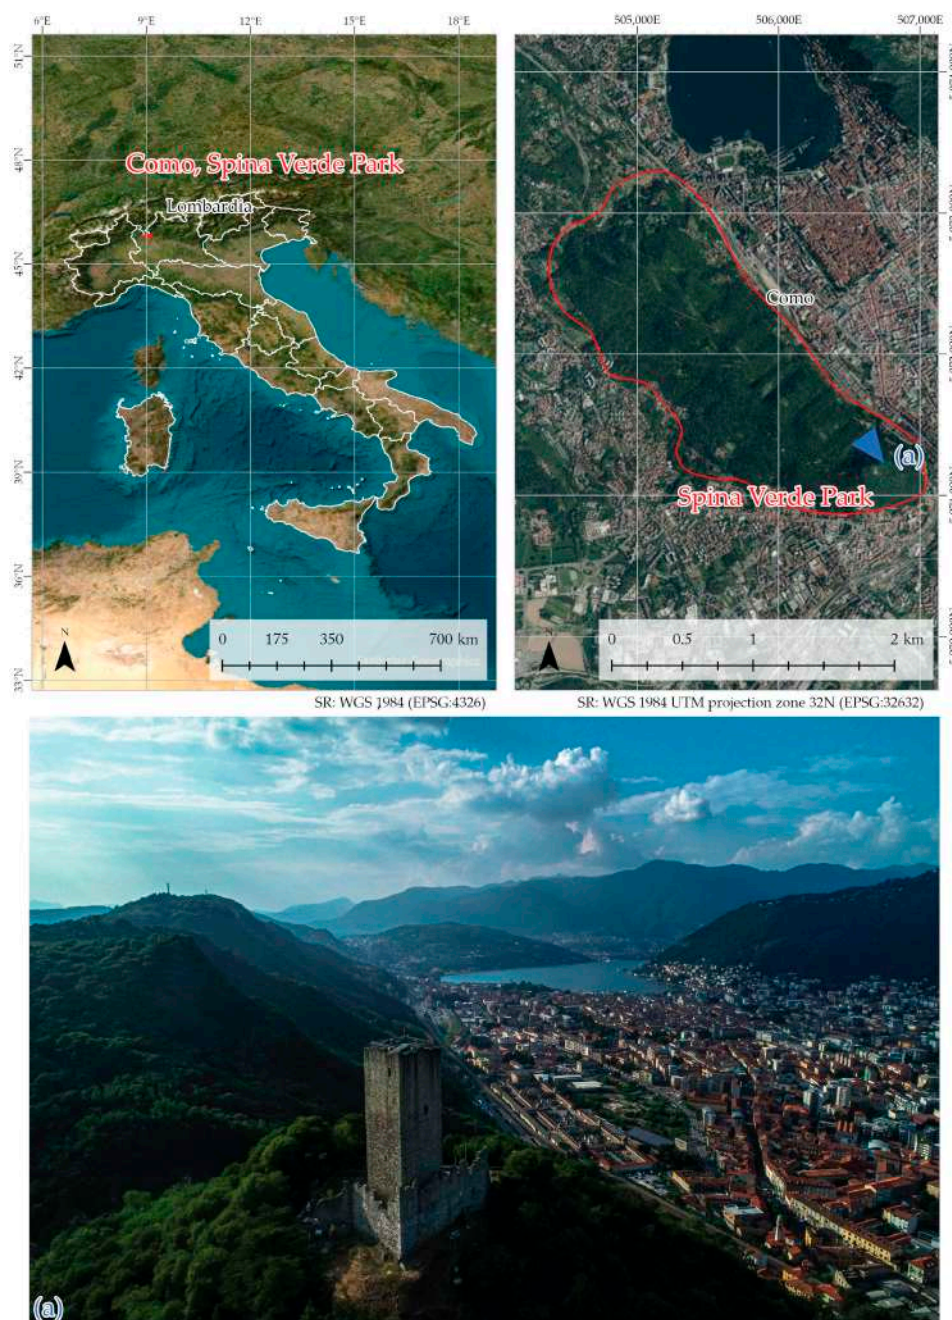 6°E 9°E 12°E 15°E 18°E
51°N
48°N
45°N
42°N
39°N
36°N
33°N
Como, Spina Verde Park
Lombardia
N
0 175 350 700 km
SR: WGS 1984 (EPSG:4326)
505,000E 506,000E 507,000E
Como
(a)
Spina Verde Park
N
0 0.5 1 2 km
SR: WGS 1984 UTM projection zone 32N (EPSG:32632)
(a)